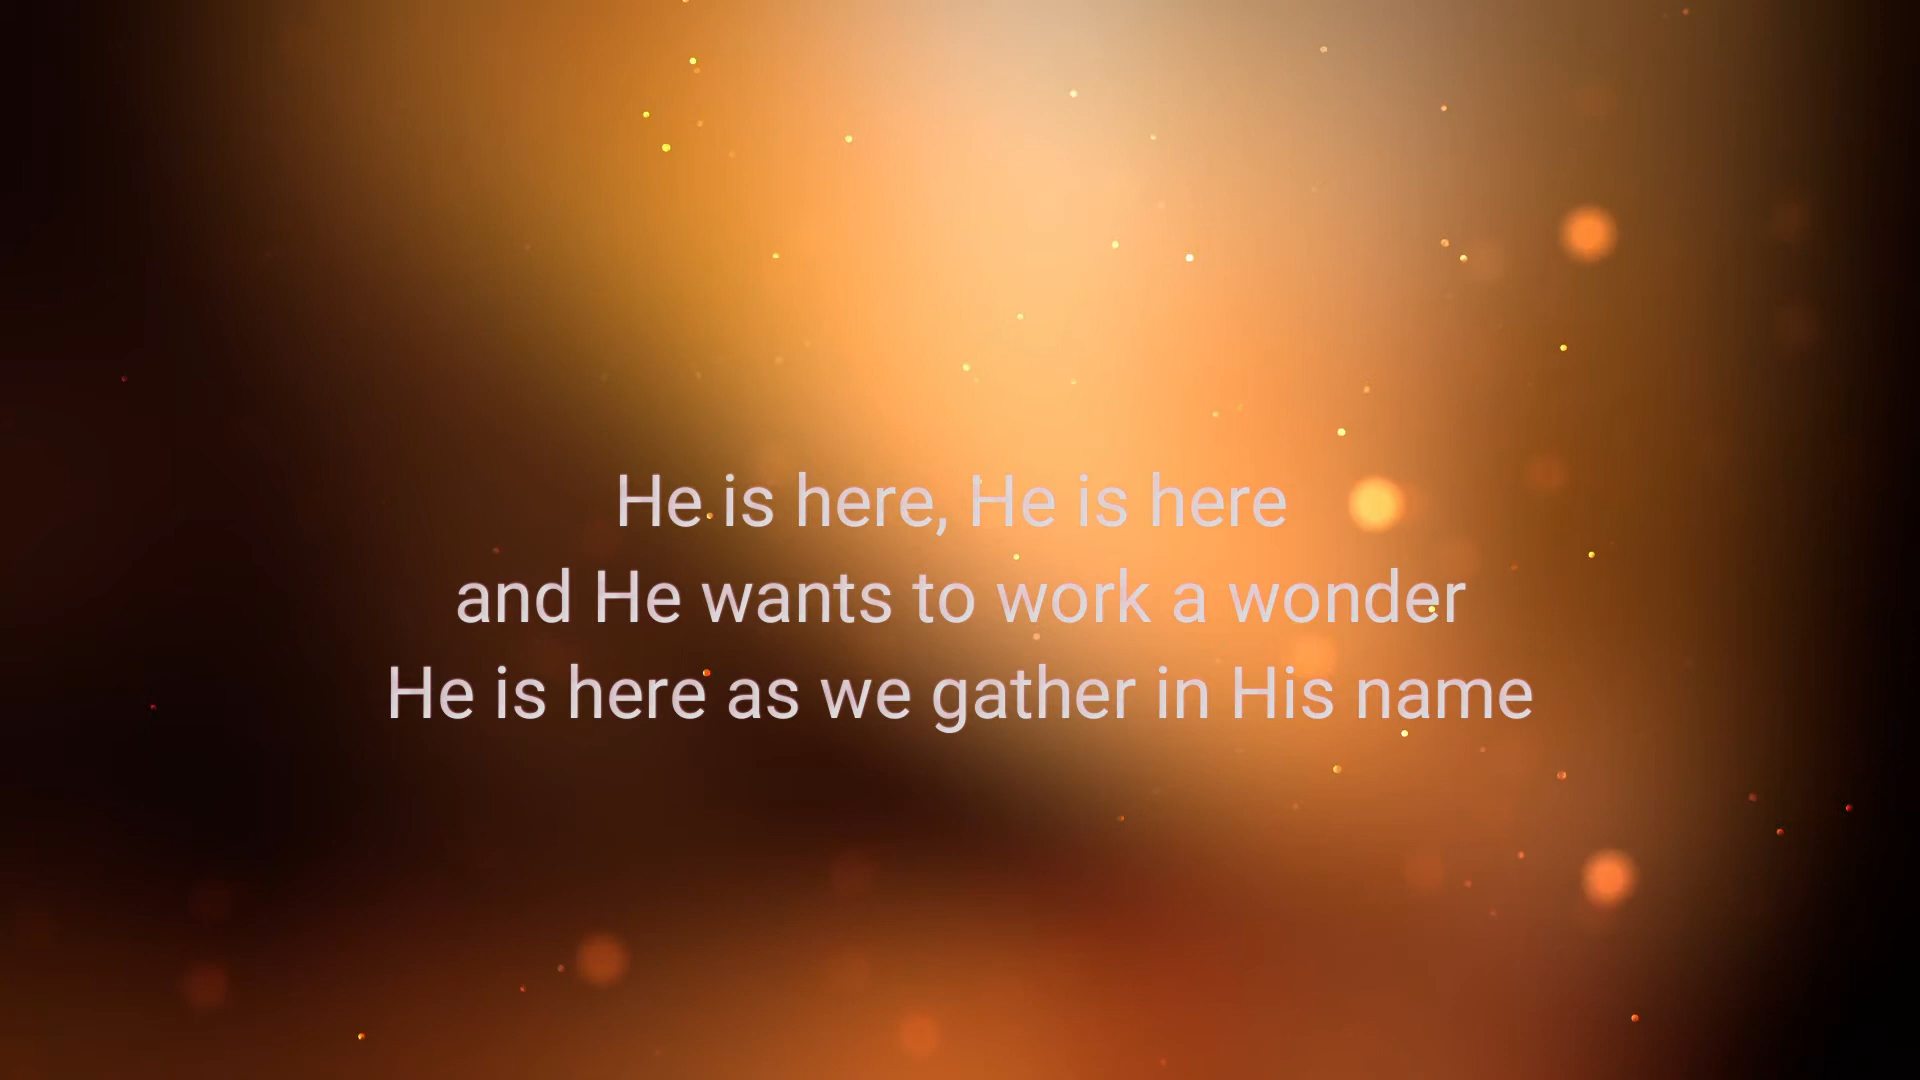 He is here, He is here
and He wants to work a wonder
He is here as we gather in His name